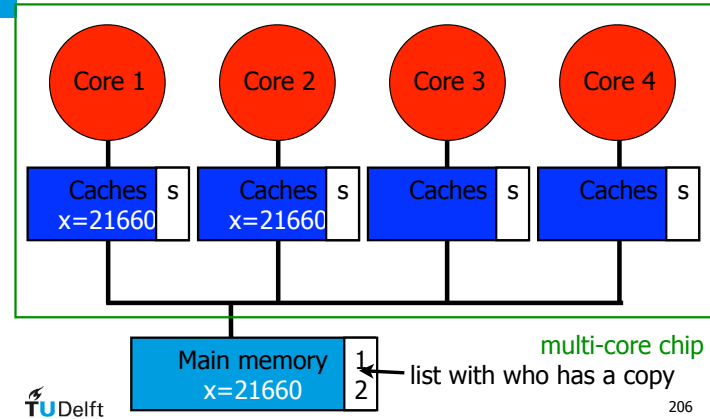 Core 1 Core 2 Core 3 Core 4
Caches s Caches s Caches s Caches s
x=21660 x=21660
multi-core chip
Main memory 1
list with who has a copy
x=21660 2
TUDelft 206